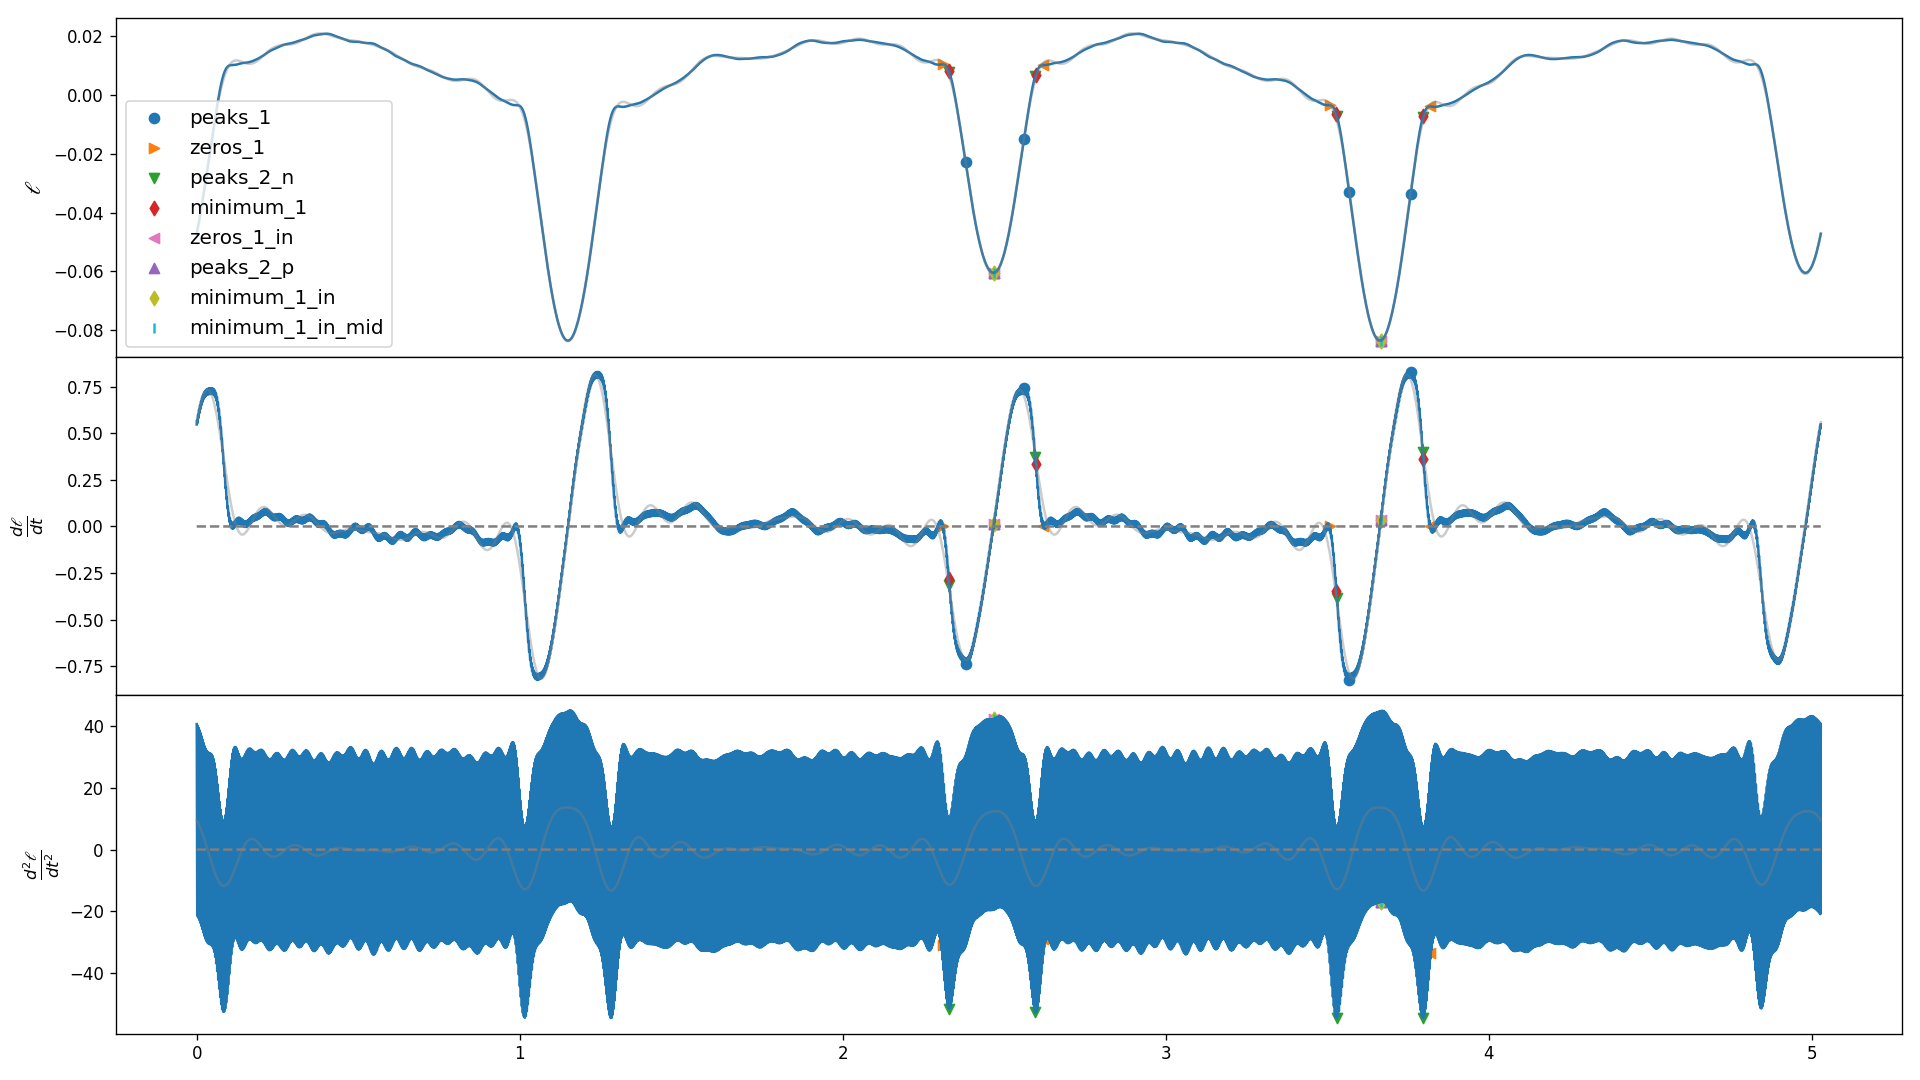 0.02
0.00
−0.02
−0.04
−0.06
−0.08
ℓ
peaks_1
zeros_1
peaks_2_n
minimum_1
zeros_1_in
peaks_2_p
minimum_1_in
minimum_1_in_mid
0.75
0.50
0.25
0.00
−0.25
−0.50
−0.75
dℓ
dt
40
20
0
−20
−40
d²ℓ
dt²
0 1 2 3 4 5